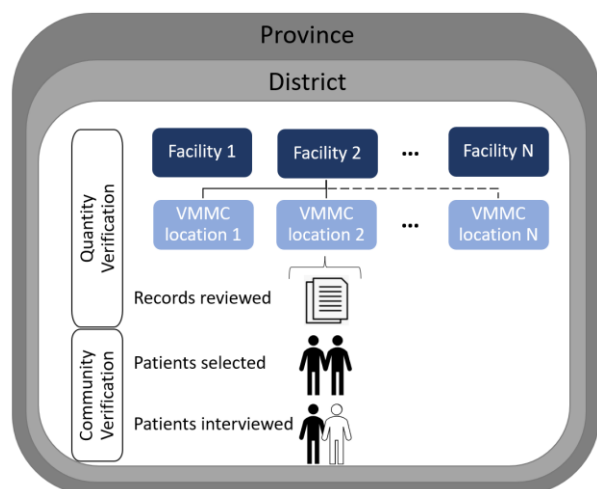 Province
District
Quantity
Verification
Facility 1
Facility 2
...
Facility N
VMMC
location 1
VMMC
location 2
...
VMMC
location N
Records reviewed
Community
Verification
Patients selected
Patients interviewed